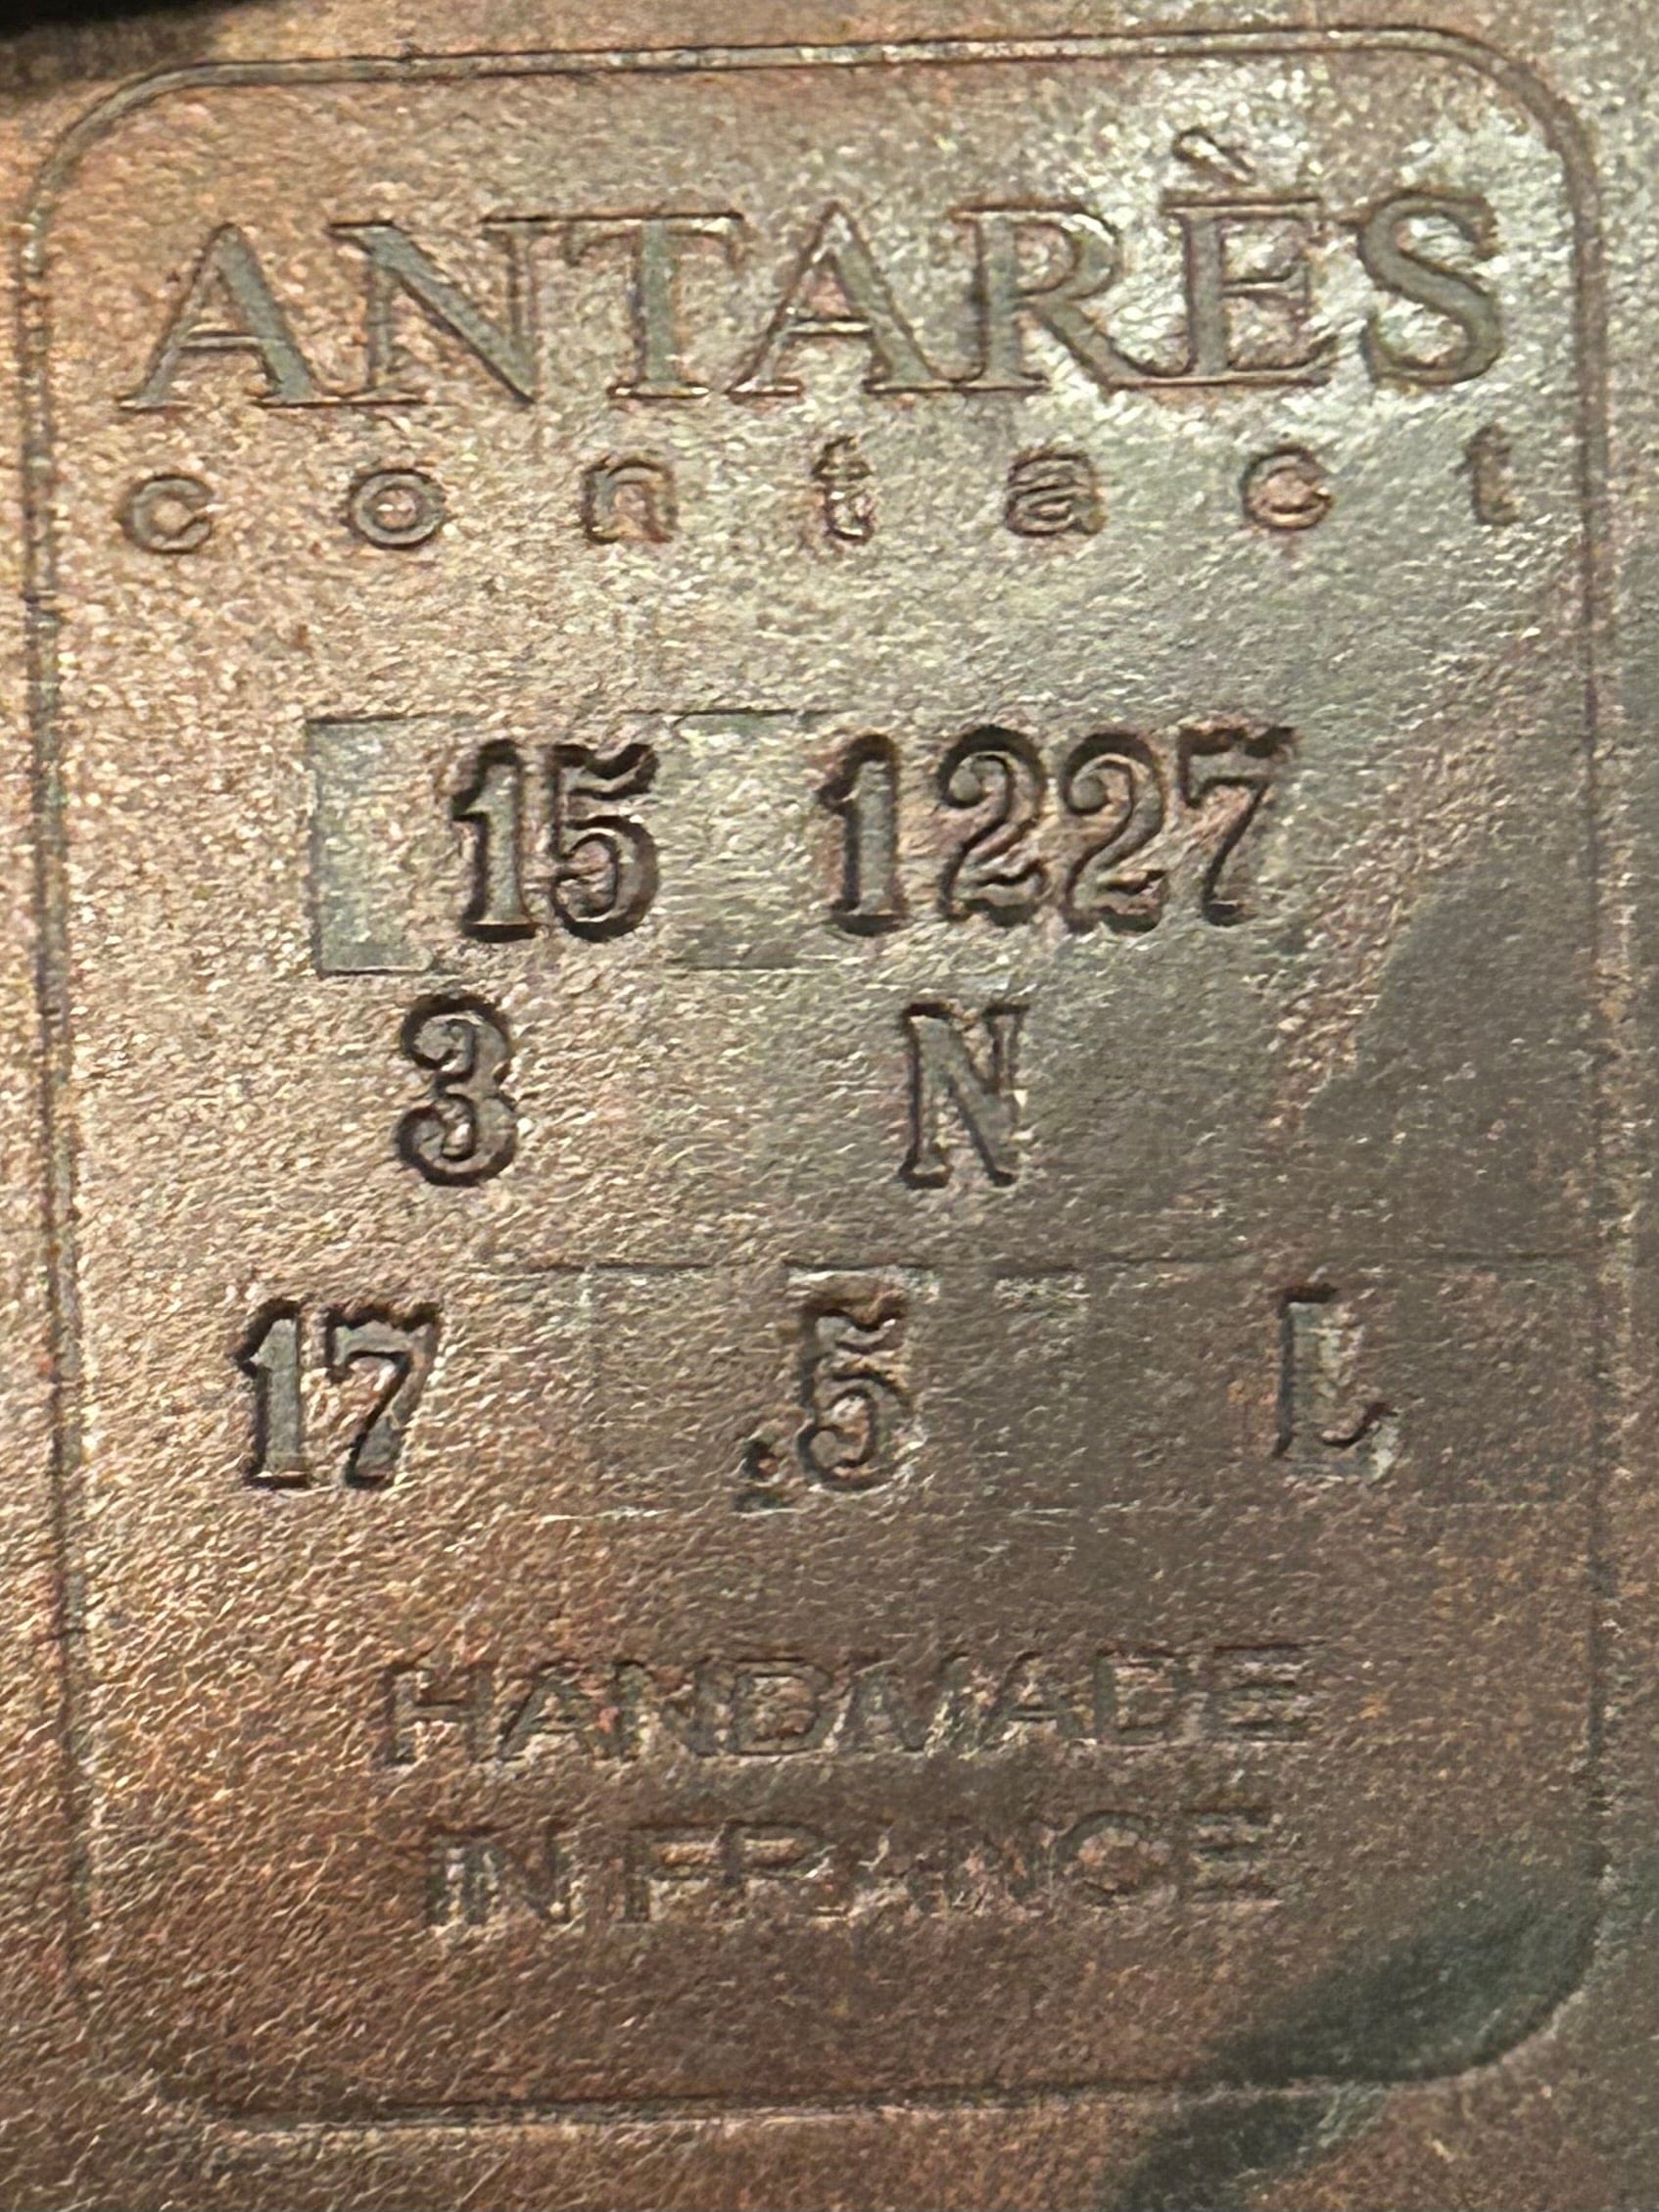 ANTARÈS
contact
15 1227
3 N
17 .5 L
HANDMADE
IN FRANCE